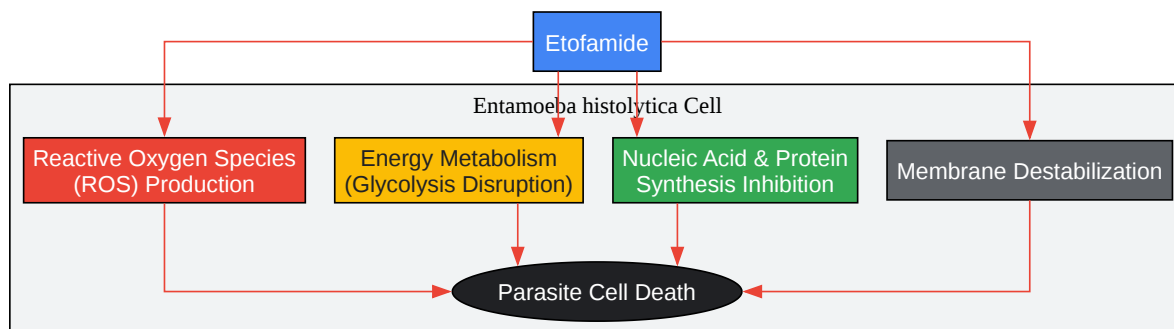 Etofamide
Entamoeba histolytica Cell
Reactive Oxygen Species
(ROS) Production
Energy Metabolism
(Glycolysis Disruption)
Nucleic Acid & Protein
Synthesis Inhibition
Membrane Destabilization
Parasite Cell Death